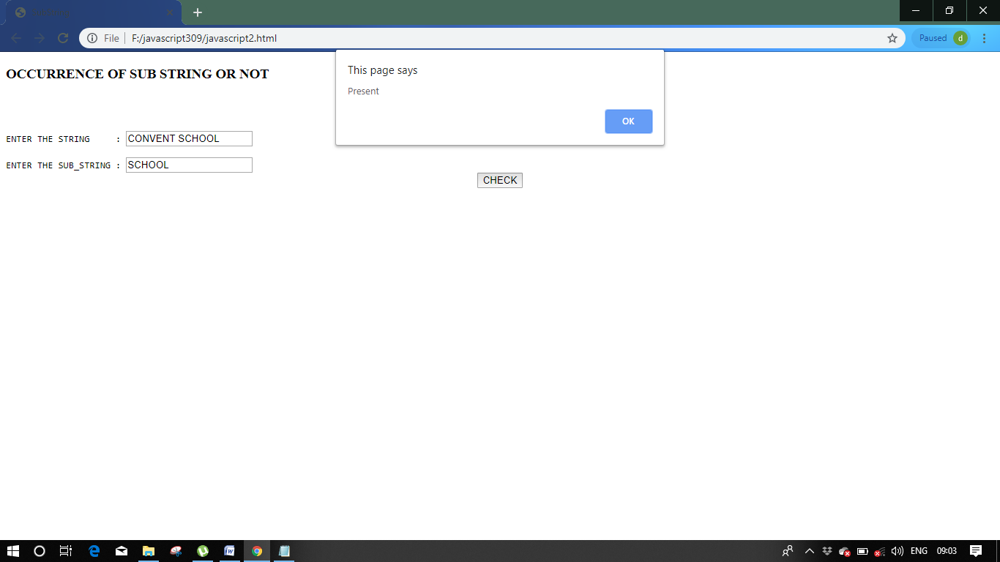 File F:/javascript309/javascript2.html Paused d
This page says
Present
OK
OCCURRENCE OF SUB STRING OR NOT
ENTER THE STRING : CONVENT SCHOOL
ENTER THE SUB_STRING : SCHOOL
CHECK
ENG 09:03